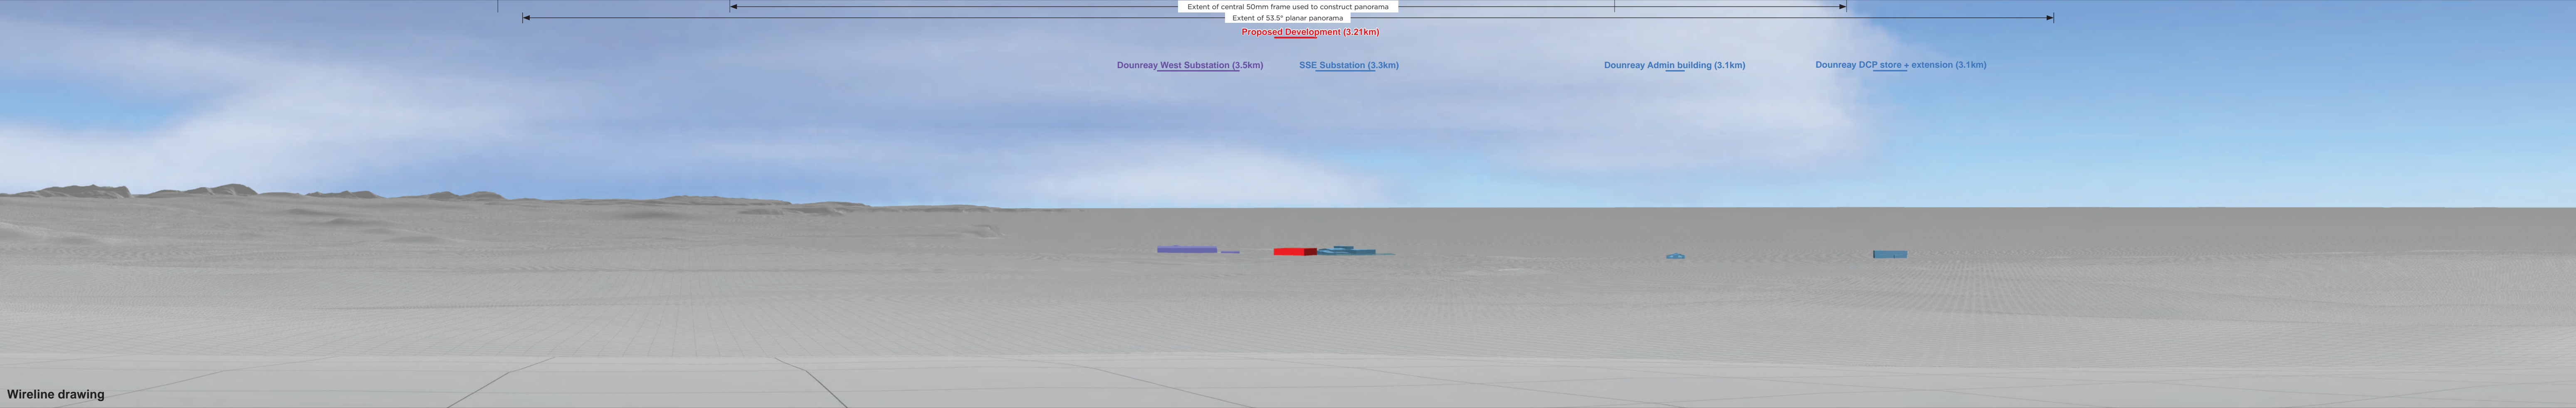 Extent of central 50mm frame used to construct panorama
Extent of 53.5° planar panorama
Proposed Development (3.21km)
Dounreay West Substation (3.5km)
SSE Substation (3.3km)
Dounreay Admin building (3.1km)
Dounreay DCP store + extension (3.1km)
Wireline drawing